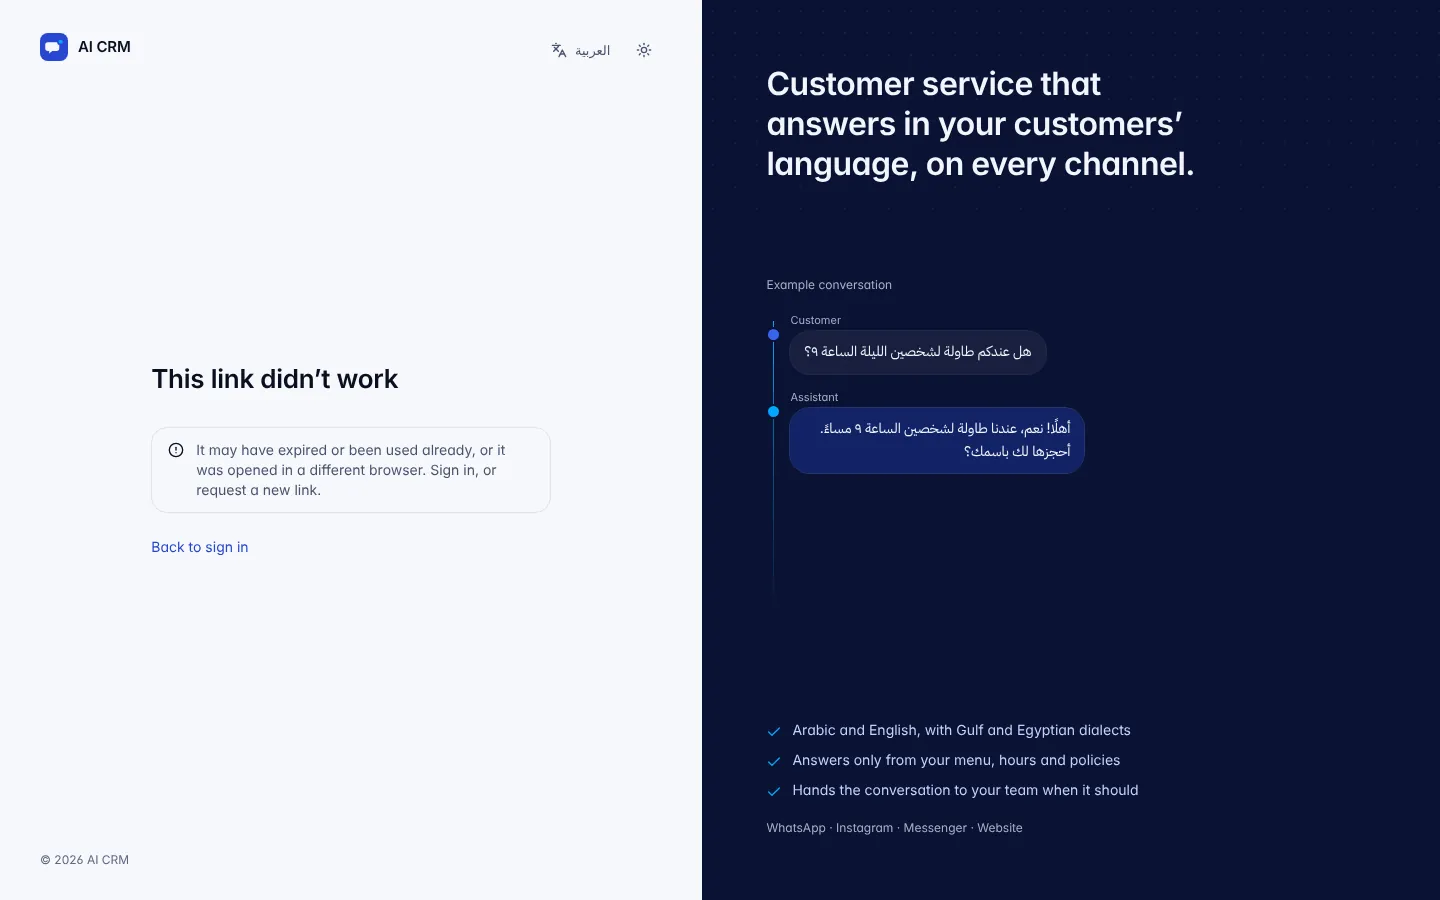 AI CRM
العربية
This link didn’t work
It may have expired or been used already, or it
was opened in a different browser. Sign in, or
request a new link.
Back to sign in
© 2026 AI CRM
Customer service that
answers in your customers’
language, on every channel.
Example conversation
Customer
هل عندكم طاولة لشخصين الليلة الساعة ٩؟
Assistant
أهلًا! نعم، عندنا طاولة لشخصين الساعة ٩ مساءً.
أحجزها لك باسمك؟
Arabic and English, with Gulf and Egyptian dialects
Answers only from your menu, hours and policies
Hands the conversation to your team when it should
WhatsApp · Instagram · Messenger · Website